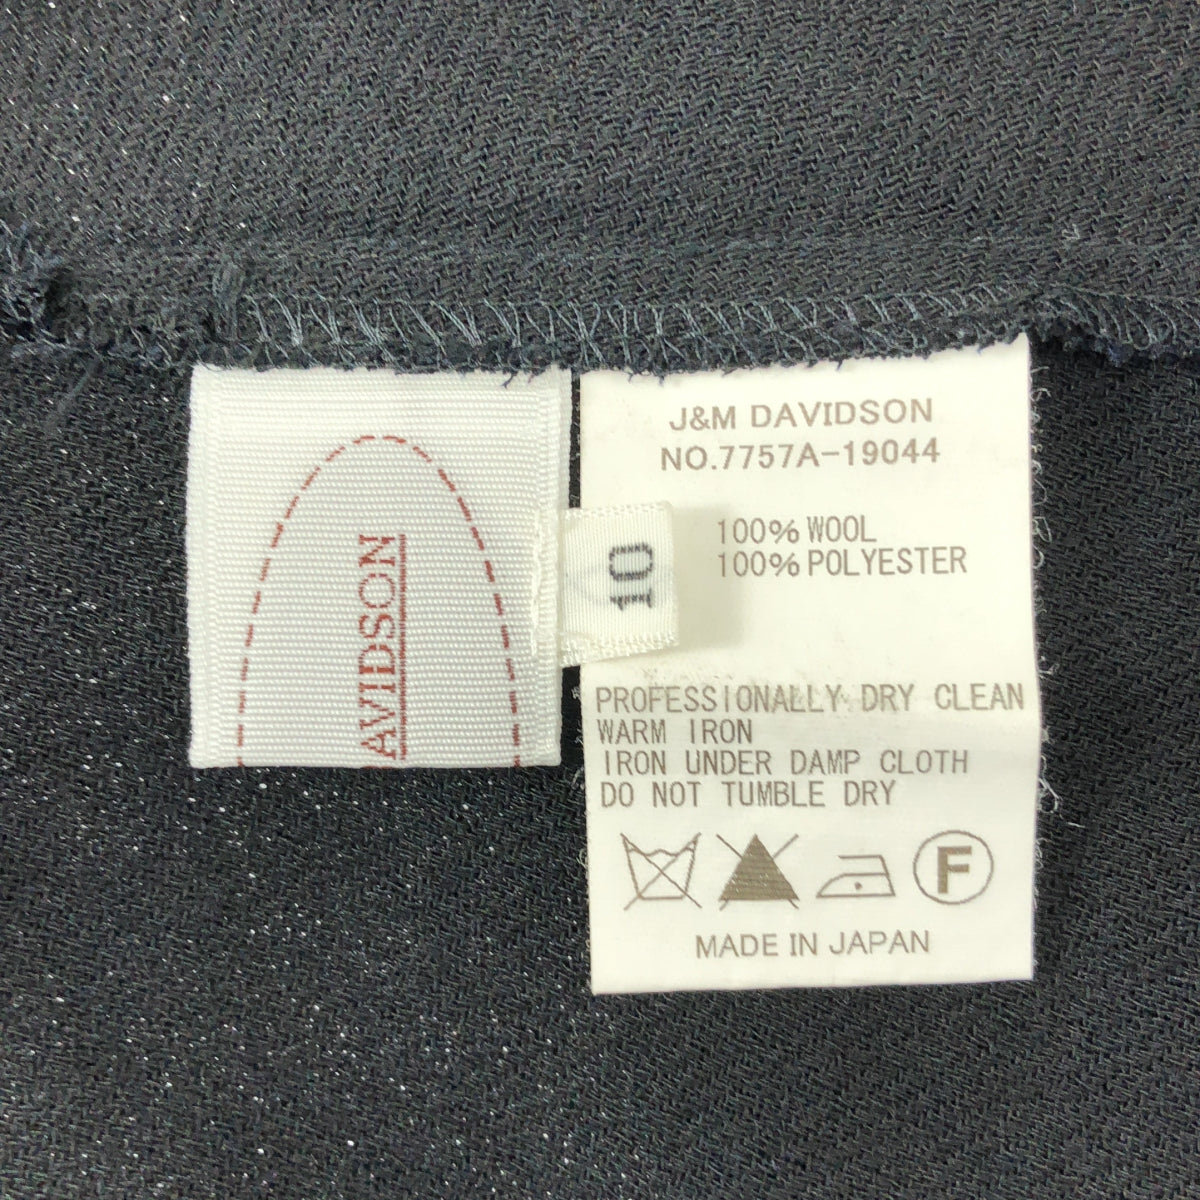 AVIDSON
10
J&M DAVIDSON
NO.7757A-19044
100% WOOL
100% POLYESTER
PROFESSIONALLY DRY CLEAN
WARM IRON
IRON UNDER DAMP CLOTH
DO NOT TUMBLE DRY
F
MADE IN JAPAN